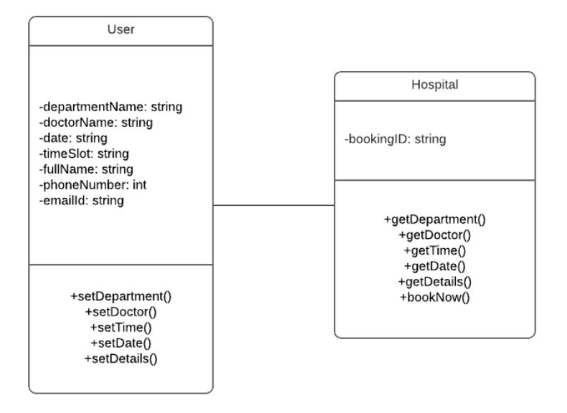 User
-departmentName: string
-doctorName: string
-date: string
-timeSlot: string
-fullName: string
-phoneNumber: int
-emailId: string
+setDepartment()
+setDoctor()
+setTime()
+setDate()
+setDetails()
Hospital
-bookingID: string
+getDepartment()
+getDoctor()
+getTime()
+getDate()
+getDetails()
+bookNow()